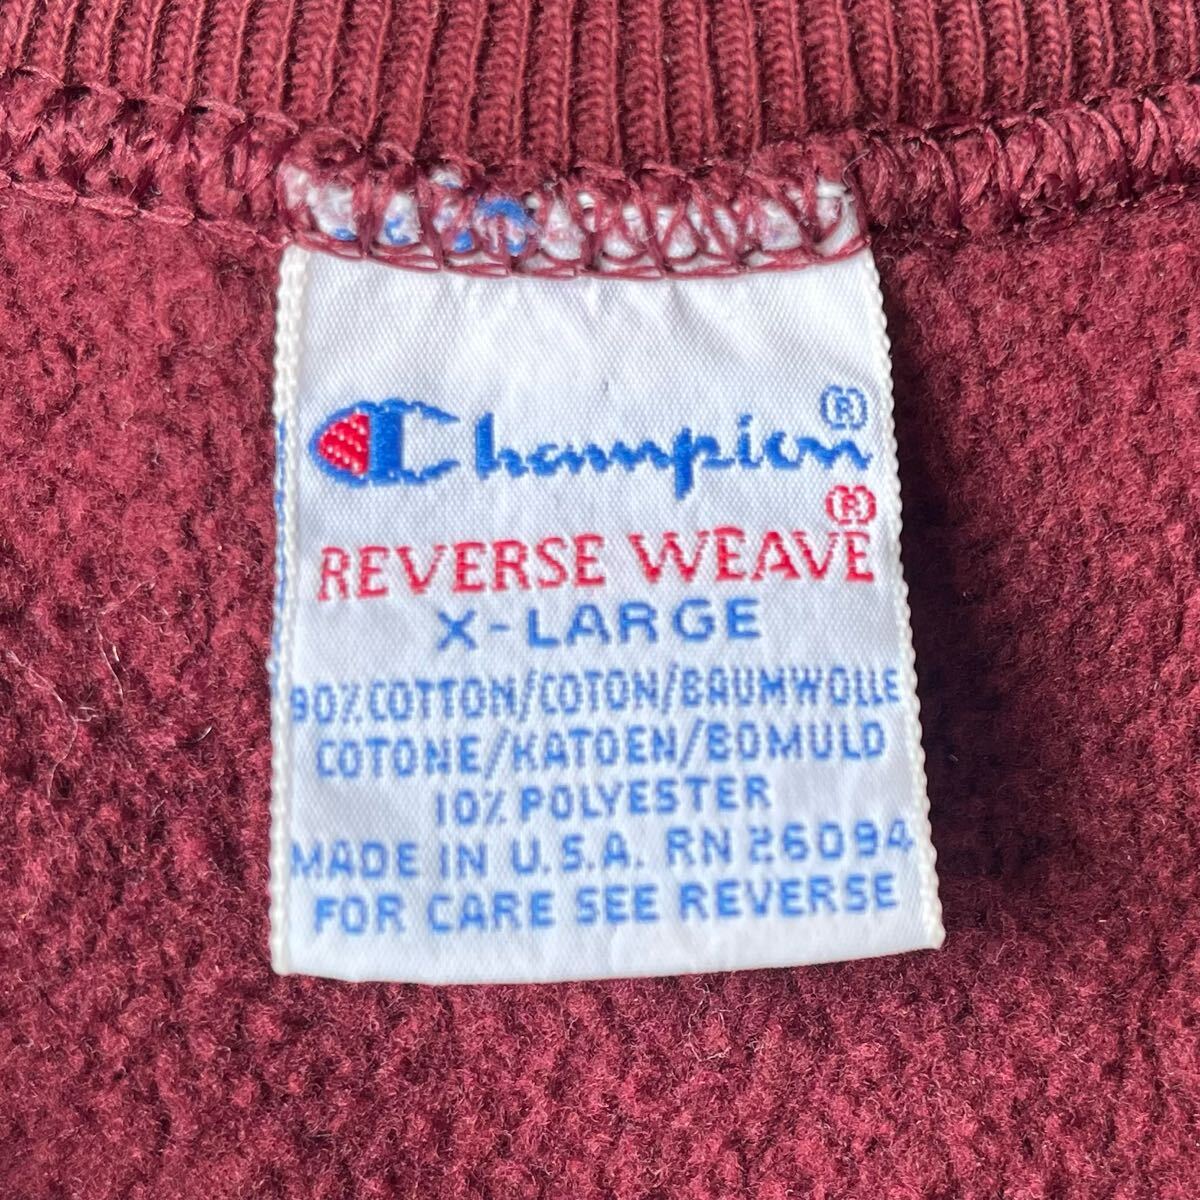 Champion®
REVERSE WEAVE®
X-LARGE
90% COTTON/COTON/BAUMWOLLE
COTONE/KATOEN/BOMULD
10% POLYESTER
MADE IN U.S.A. RN 26094
FOR CARE SEE REVERSE